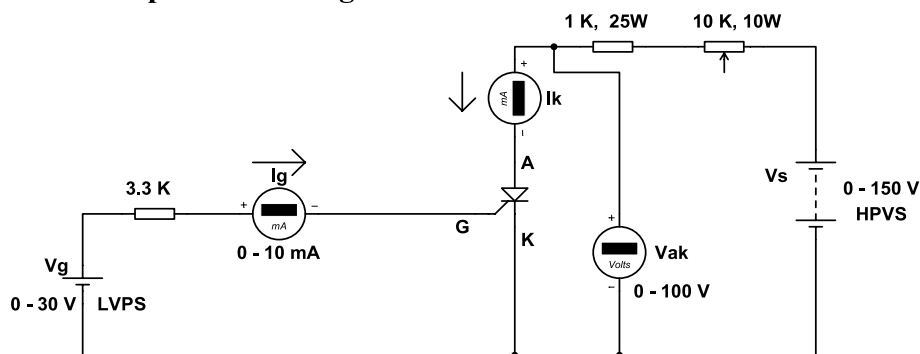 1 K, 25W
10 K, 10W
+
mA
Ik
−
A
Vs
0 - 150 V
HPVS
Ig
3.3 K
+
mA
−
0 - 10 mA
G
K
+
Volts
−
Vak
0 - 100 V
Vg
0 - 30 V LVPS